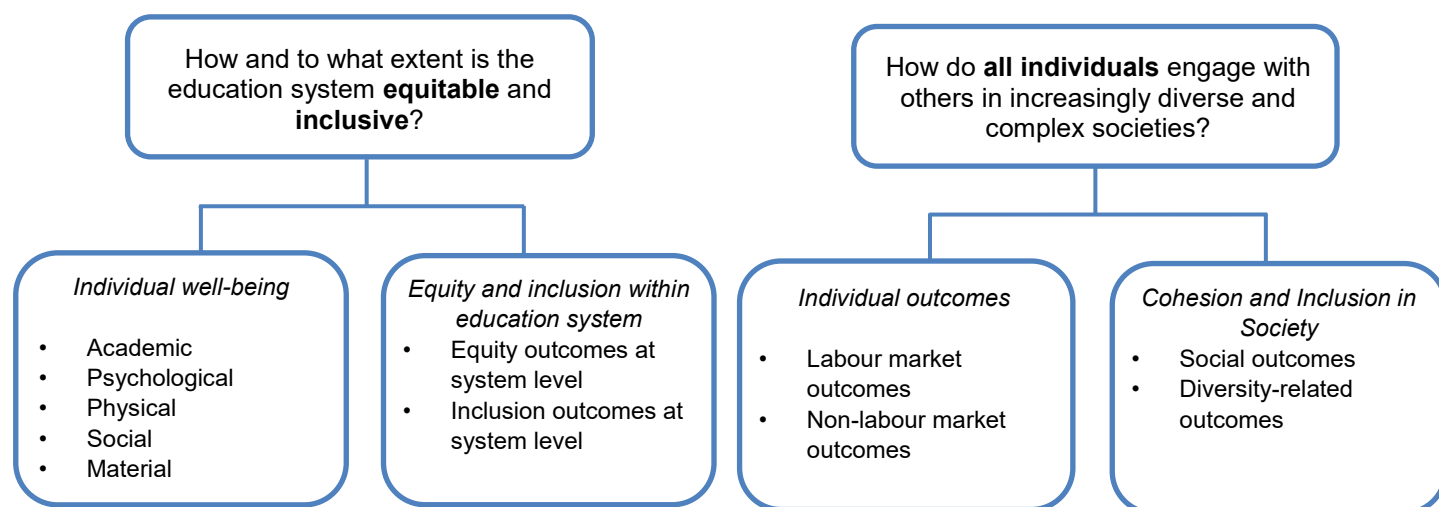 How and to what extent is the
education system equitable and
inclusive?
How do all individuals engage with
others in increasingly diverse and
complex societies?
Individual well-being
• Academic
• Psychological
• Physical
• Social
• Material
Equity and inclusion within
education system
• Equity outcomes at
system level
• Inclusion outcomes at
system level
Individual outcomes
• Labour market
outcomes
• Non-labour market
outcomes
Cohesion and Inclusion in
Society
• Social outcomes
• Diversity-related
outcomes